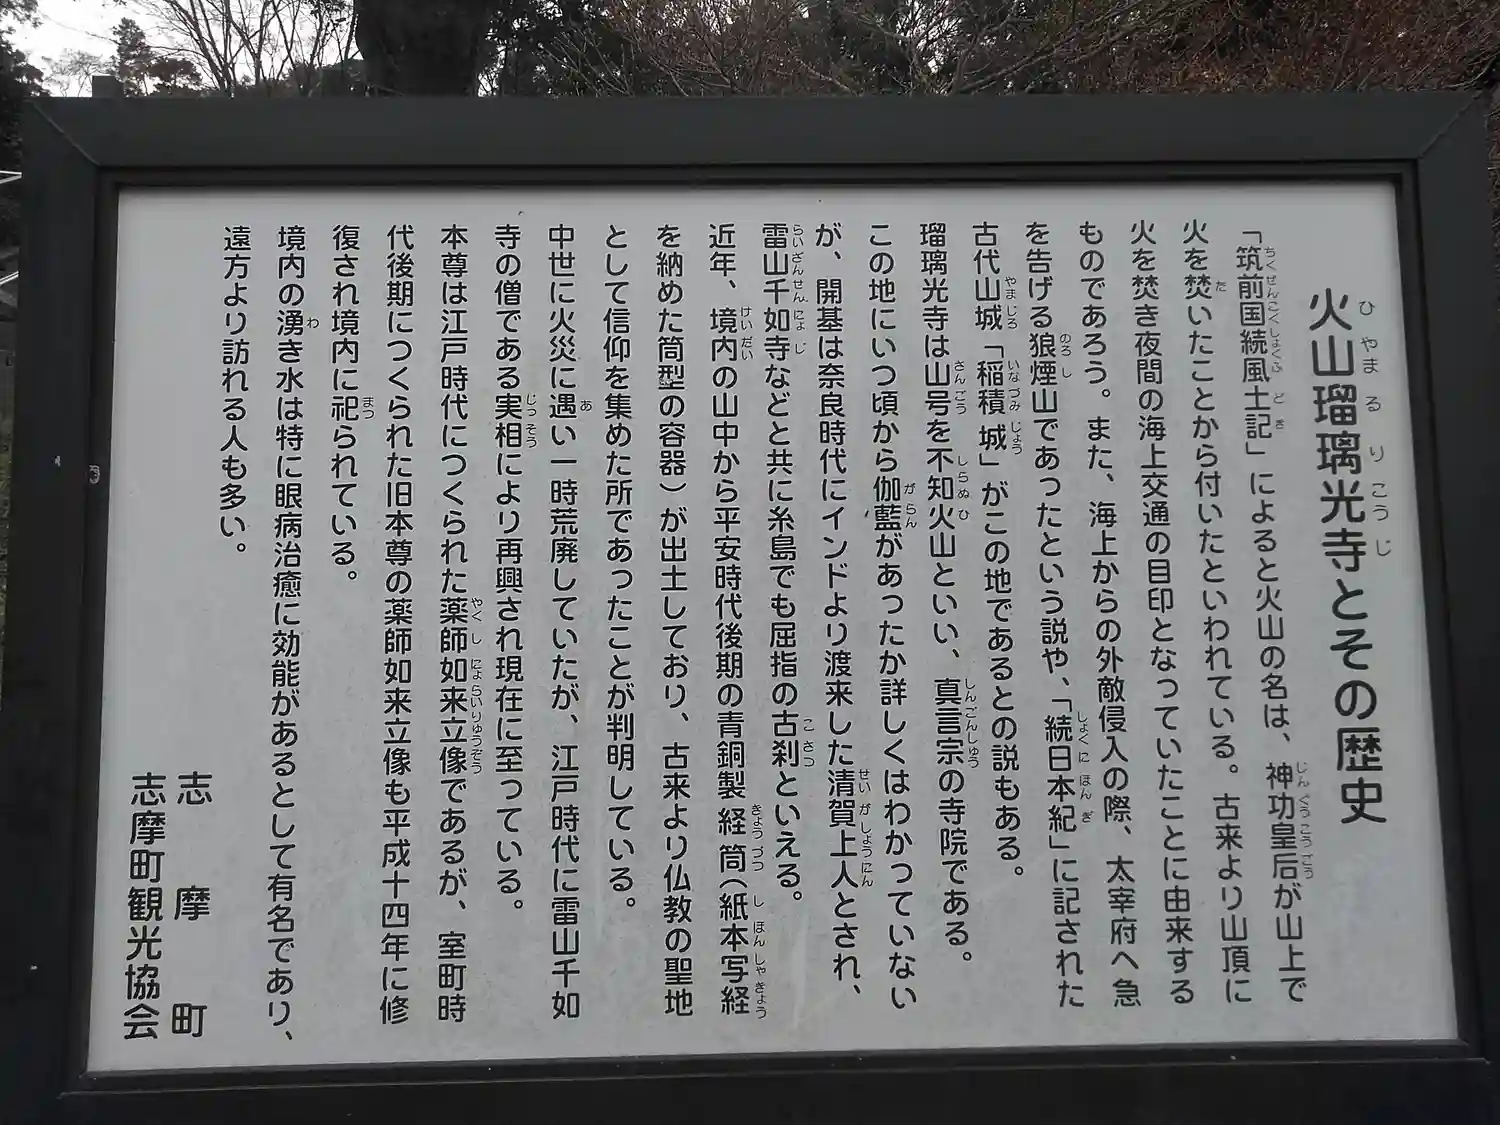 火山瑠璃光寺とその歴史
「筑前国続風土記」によると火山の名は、神功皇后が山上で
火を焚いたことから付いたといわれている。古来より山頂に
火を焚き夜間の海上交通の目印となっていたことに由来する
ものであろう。また、海上からの外敵侵入の際、太宰府へ急
を告げる狼煙山であったという説や、「続日本紀」に記された
古代山城「稲積城」がこの地であるとの説もある。
瑠璃光寺は山号を不知火山といい、真言宗の寺院である。
この地にいつ頃から伽藍があったか詳しくはわかっていない
が、開基は奈良時代にインドより渡来した清賀上人とされ、
雷山千如寺などと共に糸島でも屈指の古刹といえる。
近年、境内の山中から平安時代後期の青銅製経筒(紙本写経
を納めた筒型の容器)が出土しており、古来より仏教の聖地
として信仰を集めた所であったことが判明している。
中世に火災に遇い一時荒廃していたが、江戸時代に雷山千如
寺の僧である実相により再興され現在に至っている。
本尊は江戸時代につくられた薬師如来立像であるが、室町時
代後期につくられた旧本尊の薬師如来立像も平成十四年に修
復され境内に祀られている。
境内の湧き水は特に眼病治癒に効能があるとして有名であり、
遠方より訪れる人も多い。
志摩町
志摩町観光協会